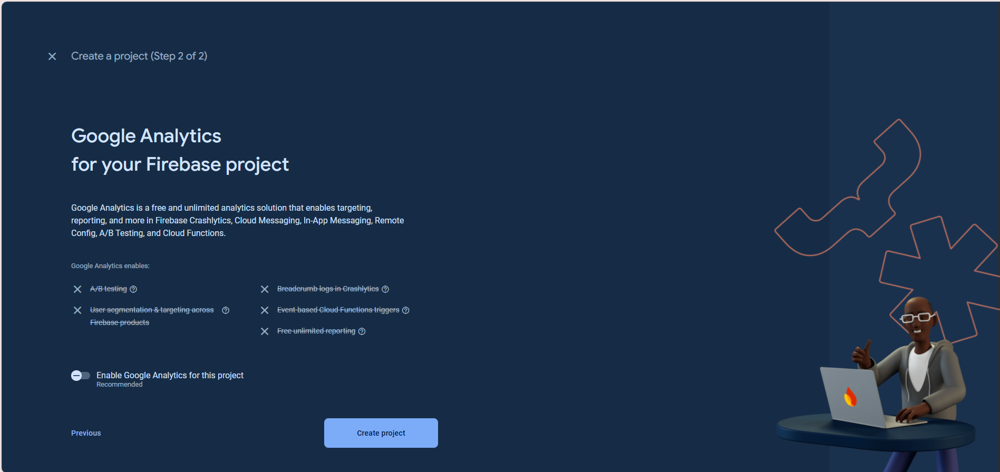 Create a project (Step 2 of 2)
Google Analytics
for your Firebase project
Google Analytics is a free and unlimited analytics solution that enables targeting,
reporting, and more in Firebase Crashlytics, Cloud Messaging, In-App Messaging, Remote
Config, A/B Testing, and Cloud Functions.
Google Analytics enables:
A/B testing
User segmentation & targeting across
Firebase products
Breadcrumb logs in Crashlytics
Event-based Cloud Functions triggers
Free unlimited reporting
Enable Google Analytics for this project
Recommended
Previous
Create project